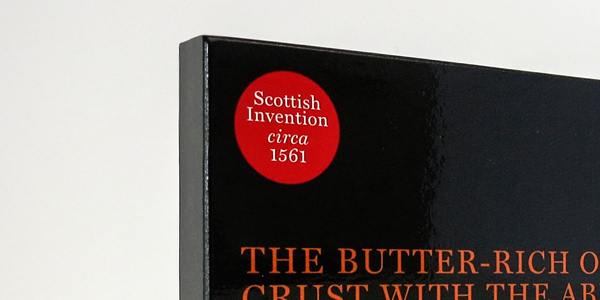 Scottish
Invention
circa
1561
THE BUTTER-RICH
CRUST WITH THE